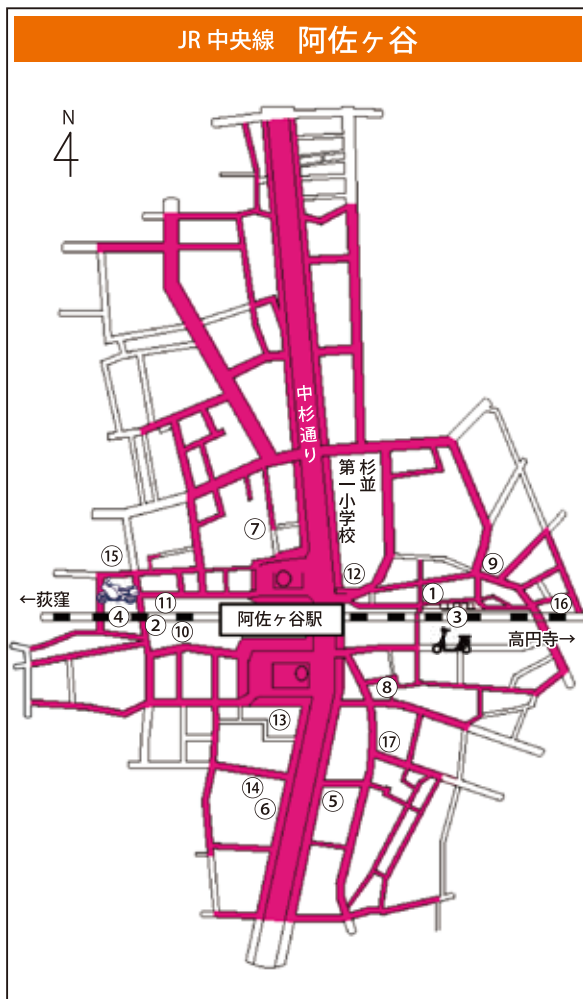 JR 中央線 阿佐ヶ谷
N
中杉通り
杉並
第一小学校
⑦
⑮
⑫
⑨
①
⑪
④
②
⑩
③
⑯
←荻窪
阿佐ヶ谷駅
高円寺→
⑧
⑬
⑰
⑭
⑥
⑤